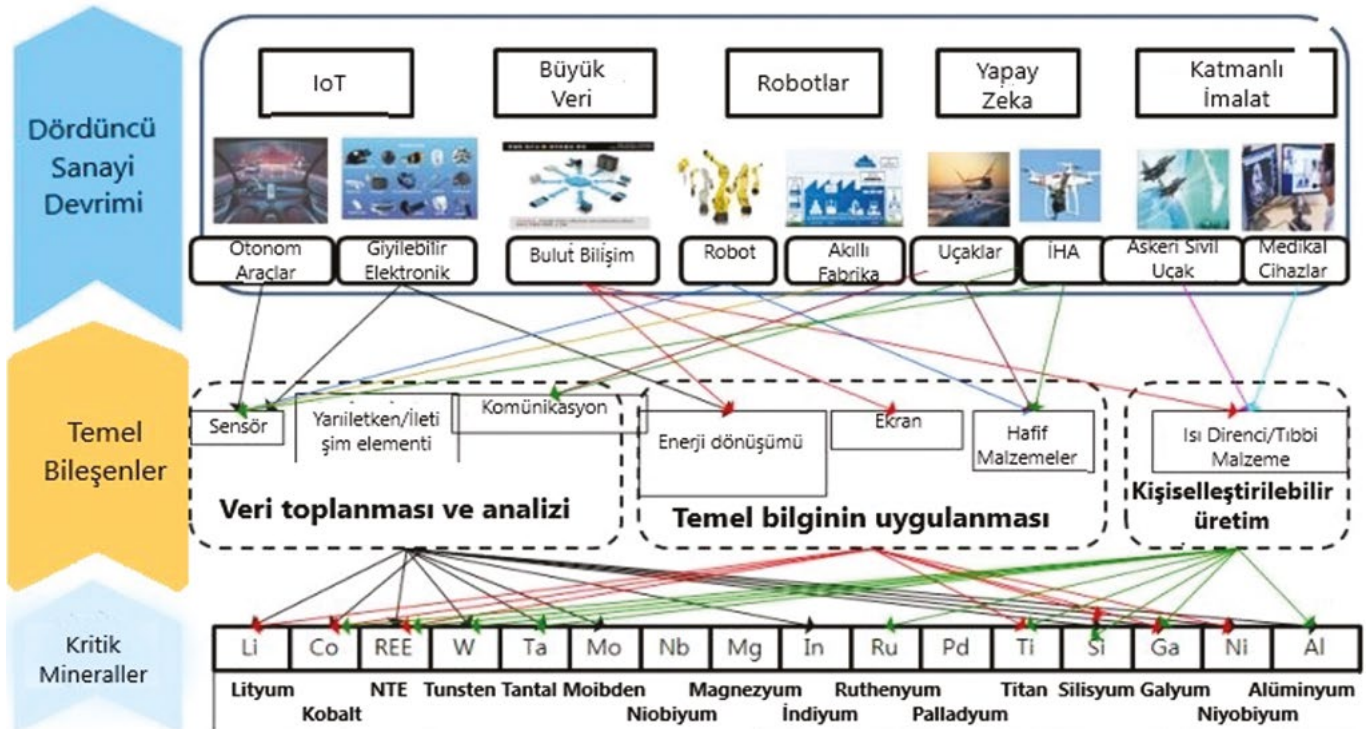 Dördüncü
Sanayi
Devrimi
IoT
Büyük
Veri
Robotlar
Yapay
Zeka
Katmanlı
İmalat
Otonom
Araçlar
Giyilebilir
Elektronik
Bulut Bilişim
Robot
Akıllı
Fabrika
Uçaklar
İHA
Askeri Sivil
Uçak
Medikal
Cihazlar
Temel
Bileşenler
Sensör
Yarıiletken/İleti
şim elementi
Komünikasyon
Veri toplanması ve analizi
Enerji dönüşümü
Ekran
Hafif
Malzemeler
Temel bilginin uygulanması
Isı Direnci/Tıbbi
Malzeme
Kişiselleştirilebilir
üretim
Kritik
Mineraller
Li Co REE W Ta Mo Nb Mg In Ru Pd Ti Si Ga Ni Al
Lityum NTE Tunsten Tantal Moibden Magnezyum Ruthenyum Titan Silisyum Galyum Alüminyum
Kobalt Niobiyum İndiyum Palladyum Niyobiyum